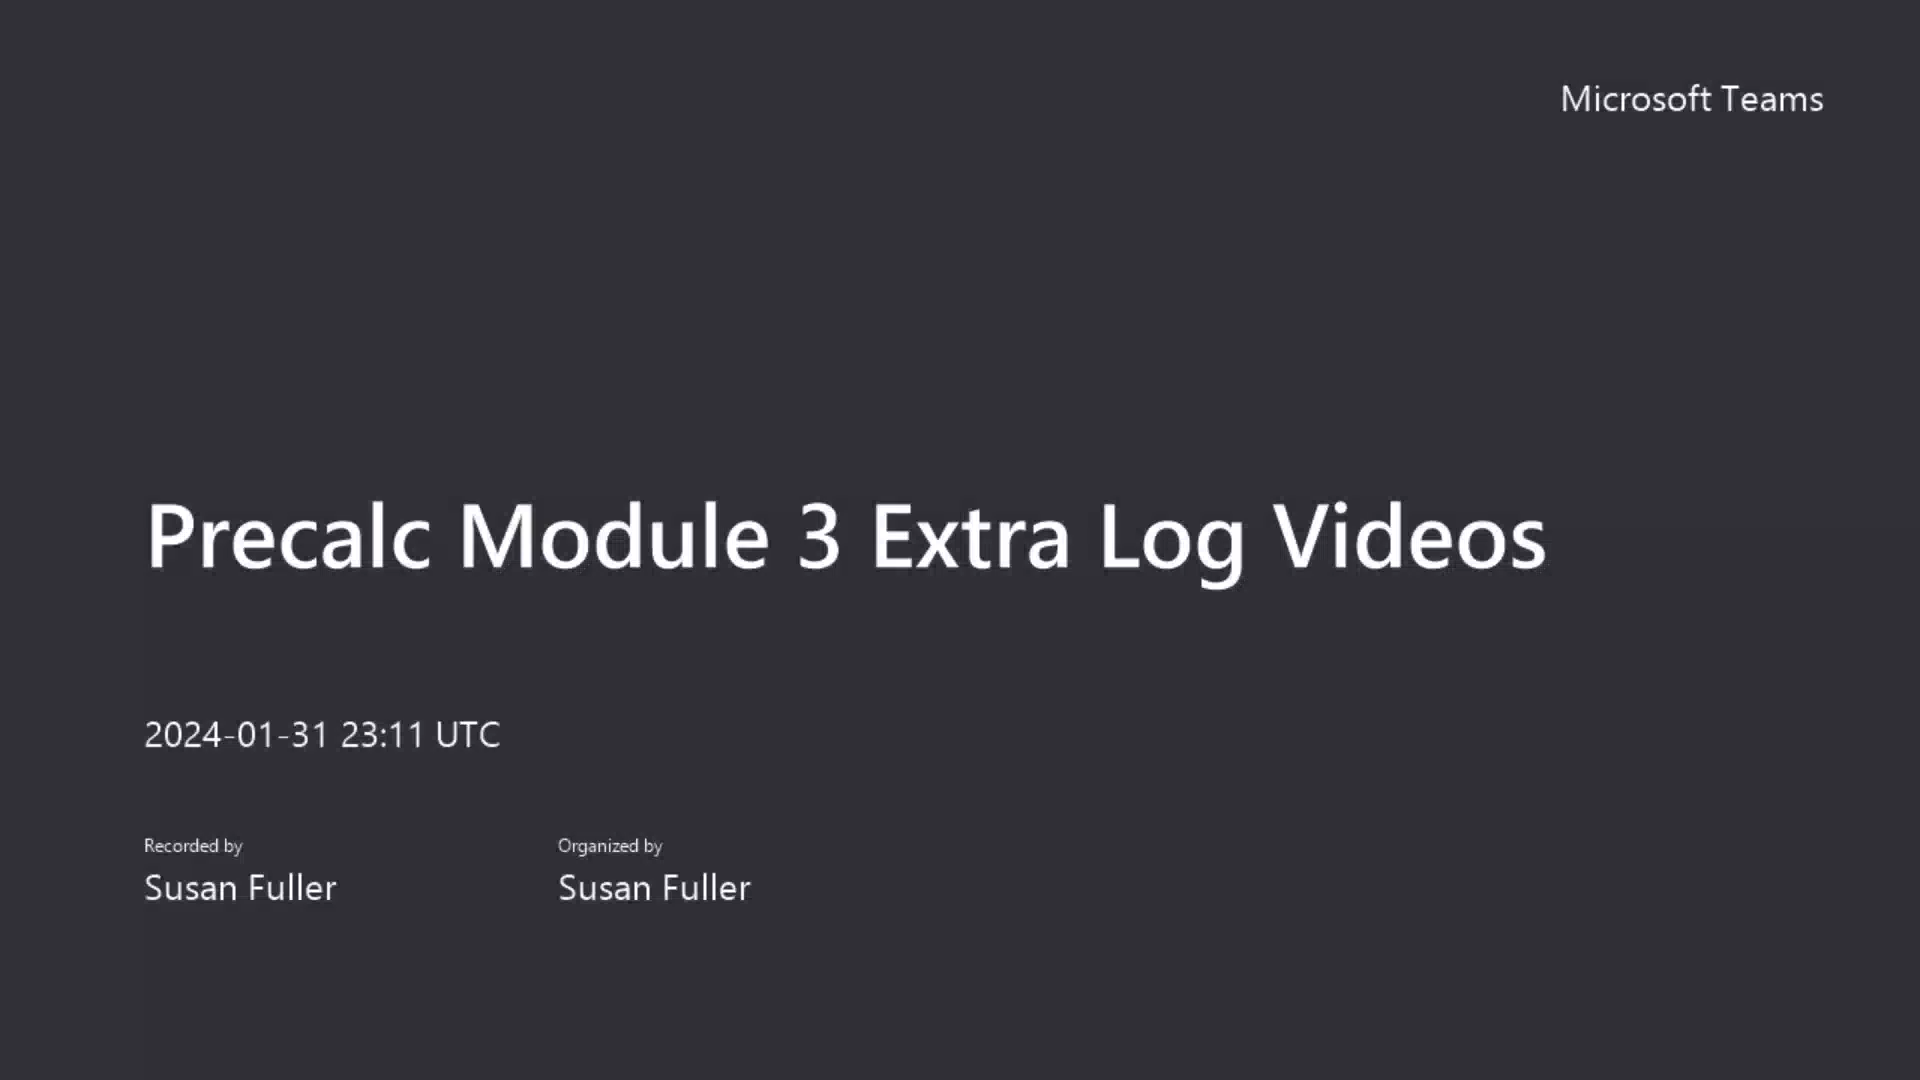 Microsoft Teams
Precalc Module 3 Extra Log Videos
2024-01-31 23:11 UTC
Recorded by
Susan Fuller
Organized by
Susan Fuller